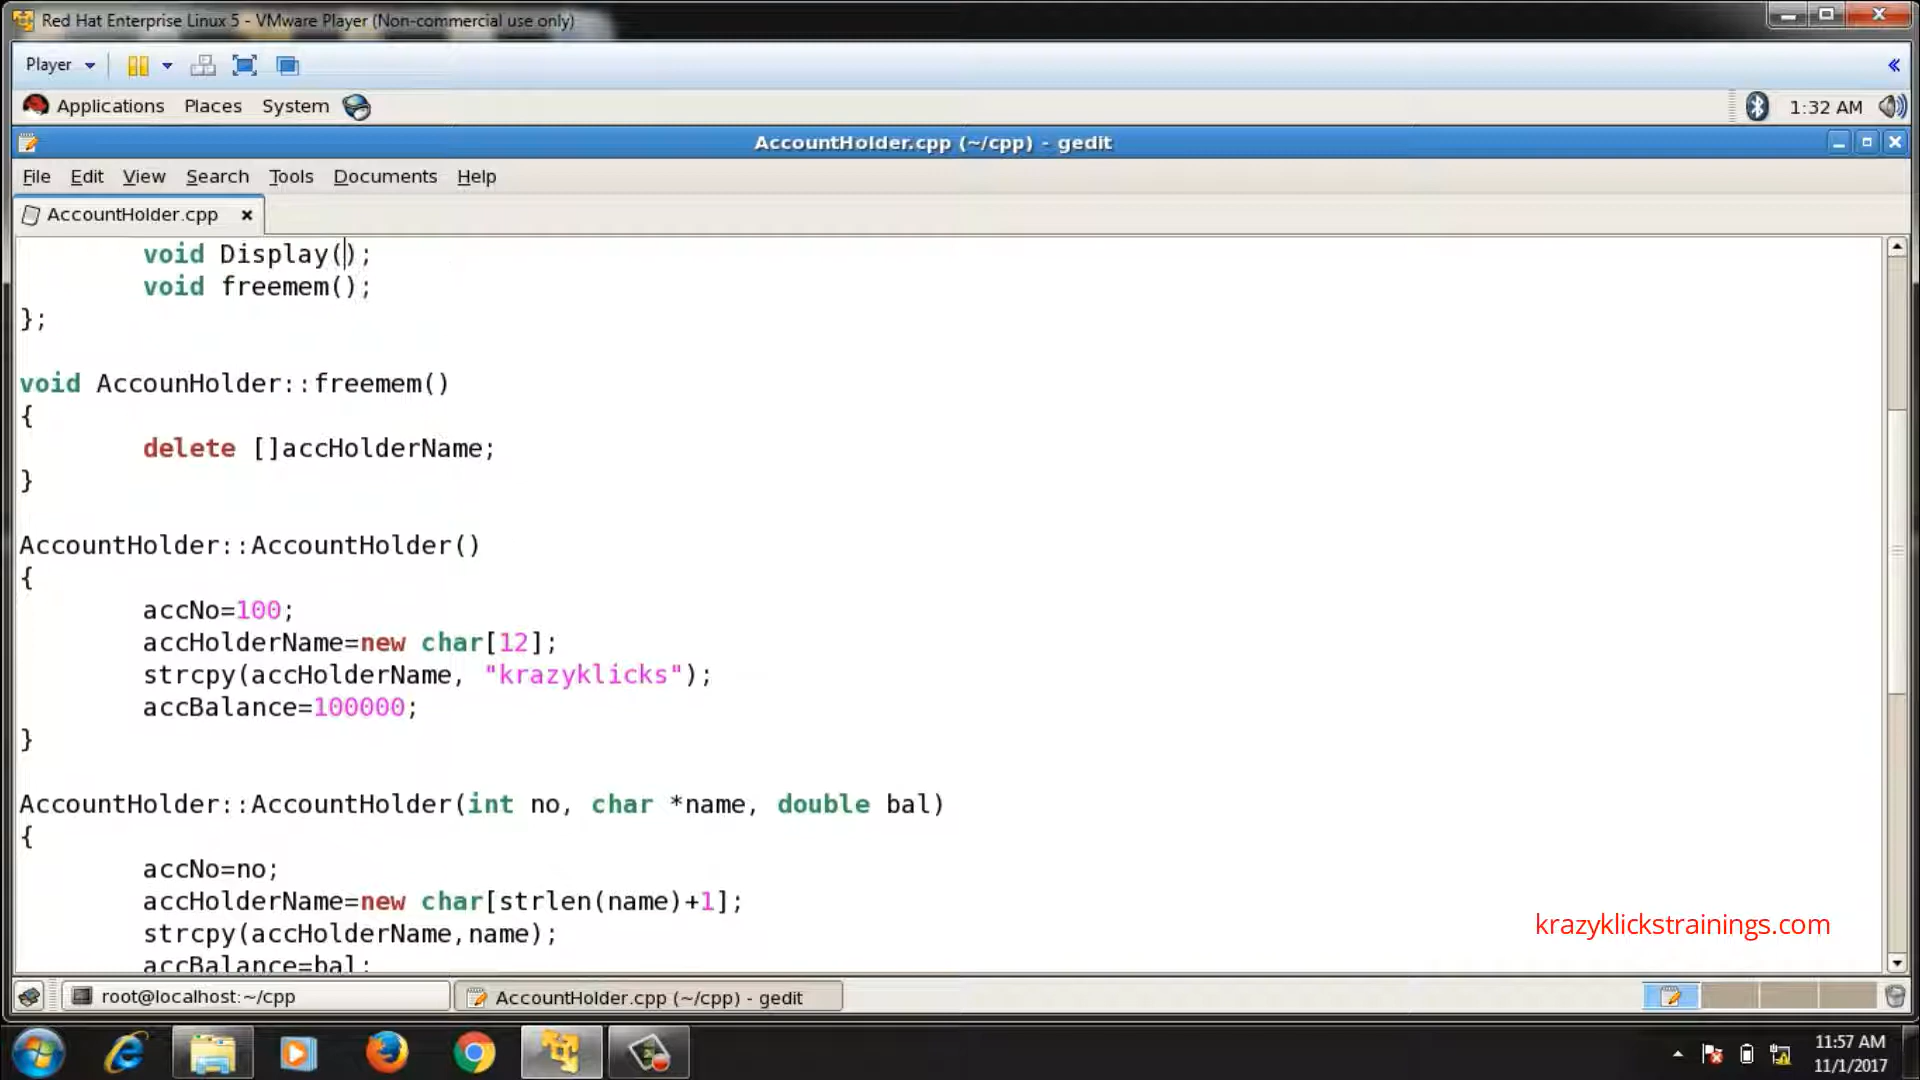 Red Hat Enterprise Linux 5 - VMware Player (Non-commercial use only)
Player
Applications Places System 1:32 AM
AccountHolder.cpp (~/cpp) - gedit
File Edit View Search Tools Documents Help
AccountHolder.cpp
void Display();
void freemem();
};
void AccounHolder::freemem()
{
delete []accHolderName;
}
AccountHolder::AccountHolder()
{
accNo=100;
accHolderName=new char[12];
strcpy(accHolderName, "krazyklicks");
accBalance=100000;
}
AccountHolder::AccountHolder(int no, char *name, double bal)
{
accNo=no;
accHolderName=new char[strlen(name)+1];
strcpy(accHolderName,name);
accBalance=bal;
krazyklickstrainings.com
root@localhost:~/cpp AccountHolder.cpp (~/cpp) - gedit
11:57 AM
11/1/2017